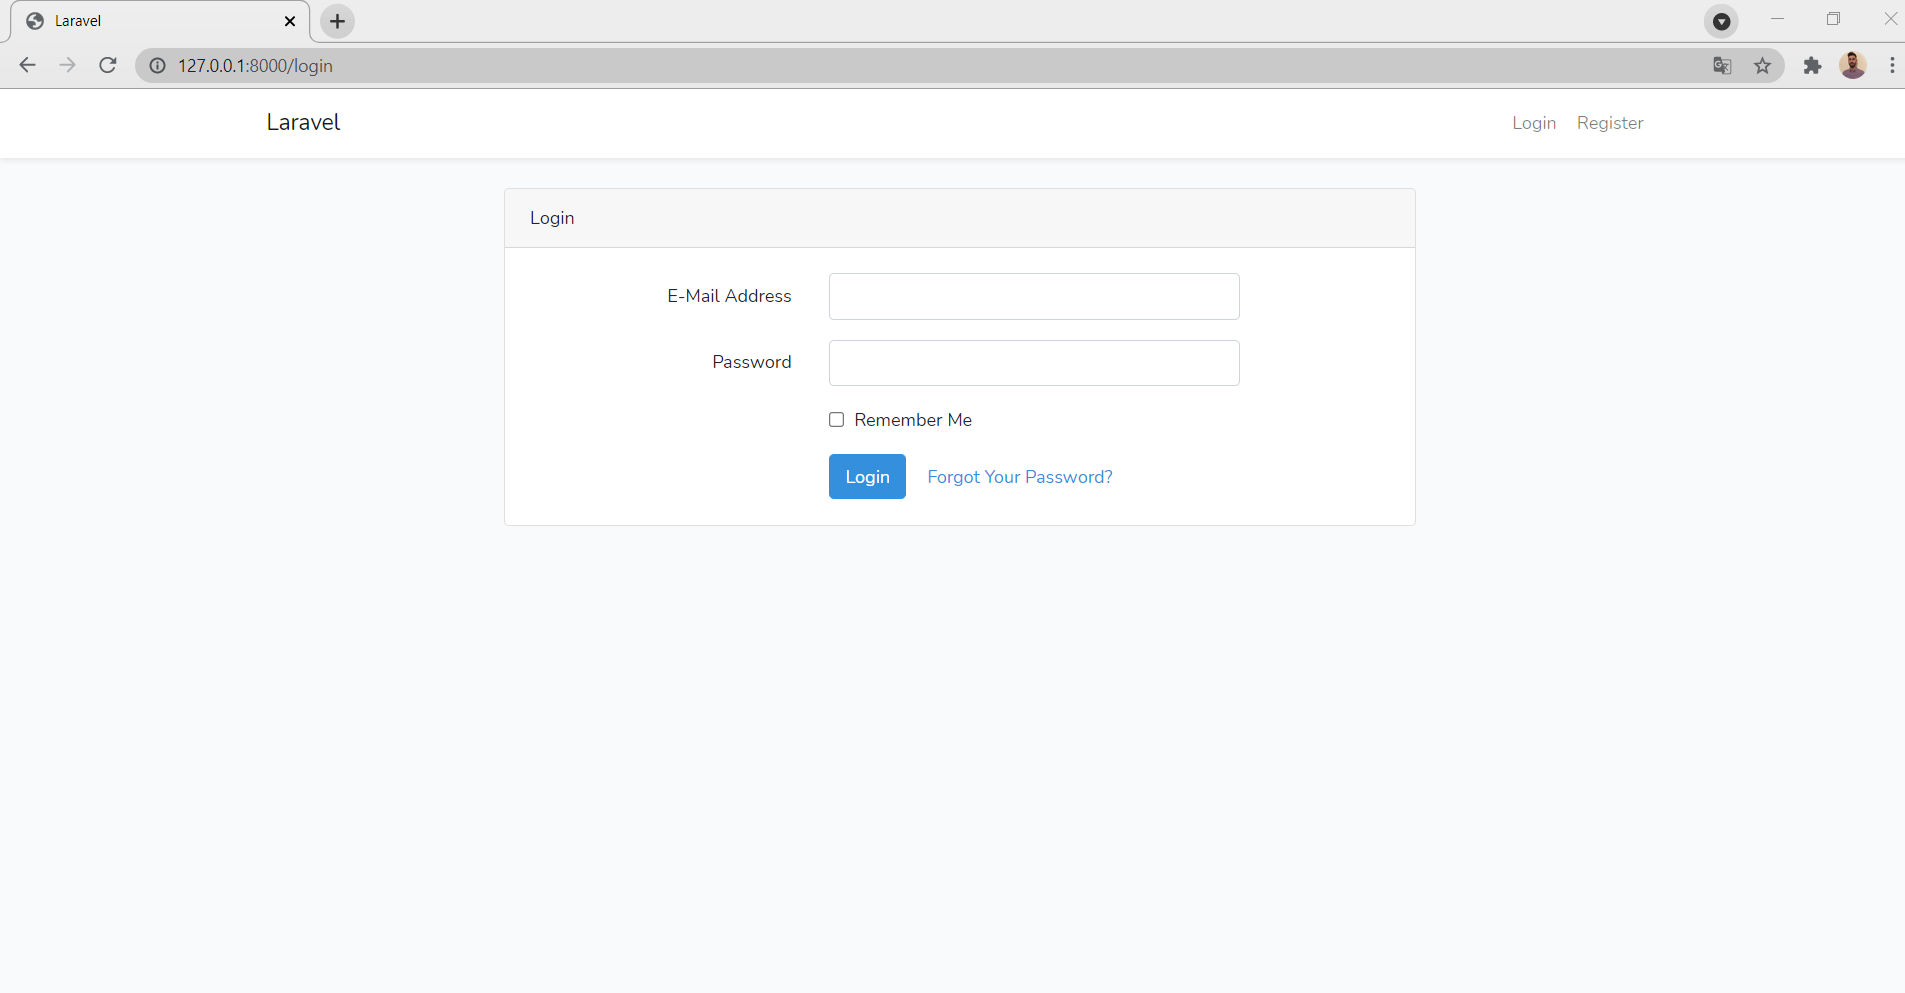 Laravel
127.0.0.1:8000/login
Laravel
Login Register
Login
E-Mail Address
Password
Remember Me
Login Forgot Your Password?